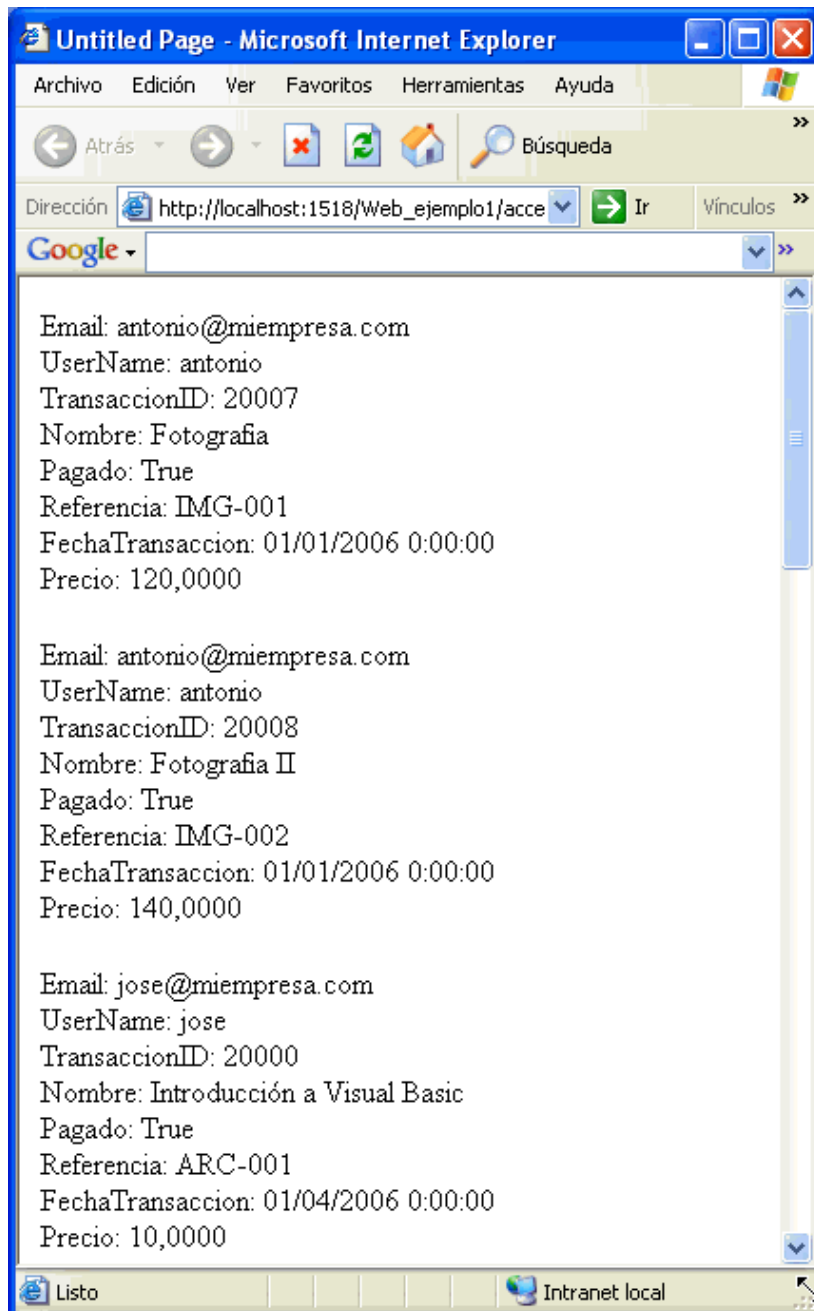 Untitled Page - Microsoft Internet Explorer
Archivo Edición Ver Favoritos Herramientas Ayuda
Atrás Búsqueda »
Dirección http://localhost:1518/Web_ejemplo1/acce Ir Vínculos »
Google »
Email: antonio@miempresa.com
UserName: antonio
TransaccionID: 20007
Nombre: Fotografia
Pagado: True
Referencia: IMG-001
FechaTransaccion: 01/01/2006 0:00:00
Precio: 120,0000
Email: antonio@miempresa.com
UserName: antonio
TransaccionID: 20008
Nombre: Fotografia II
Pagado: True
Referencia: IMG-002
FechaTransaccion: 01/01/2006 0:00:00
Precio: 140,0000
Email: jose@miempresa.com
UserName: jose
TransaccionID: 20000
Nombre: Introducción a Visual Basic
Pagado: True
Referencia: ARC-001
FechaTransaccion: 01/04/2006 0:00:00
Precio: 10,0000
Listo Intranet local